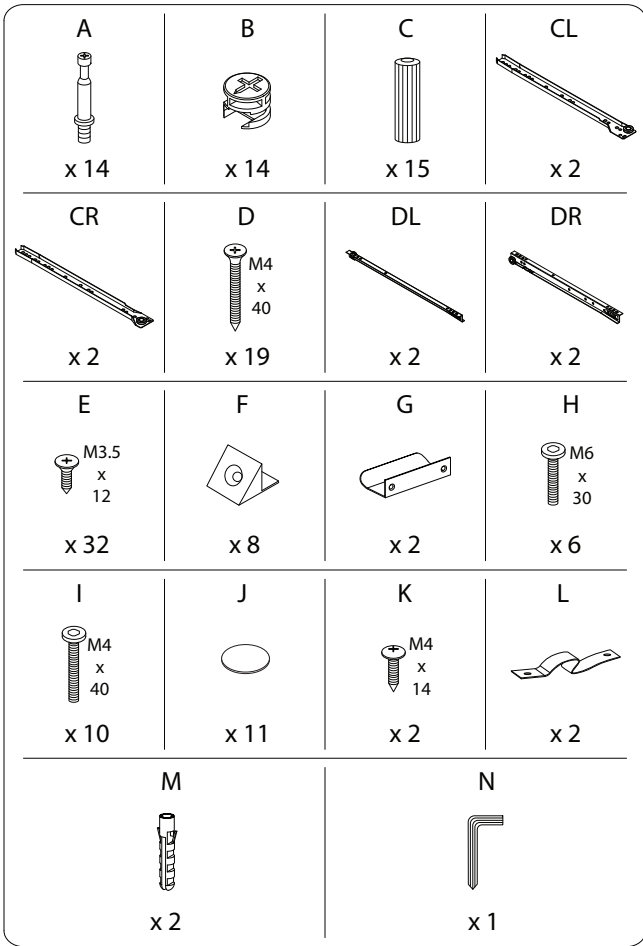 A B C CL
x 14 x 14 x 15 x 2
CR D DL DR
M4
x
40
x 2 x 19 x 2 x 2
E F G H
M3.5
x
12
M6
x
30
x 32 x 8 x 2 x 6
I J K L
M4
x
40
M4
x
14
x 10 x 11 x 2 x 2
M N
x 2 x 1